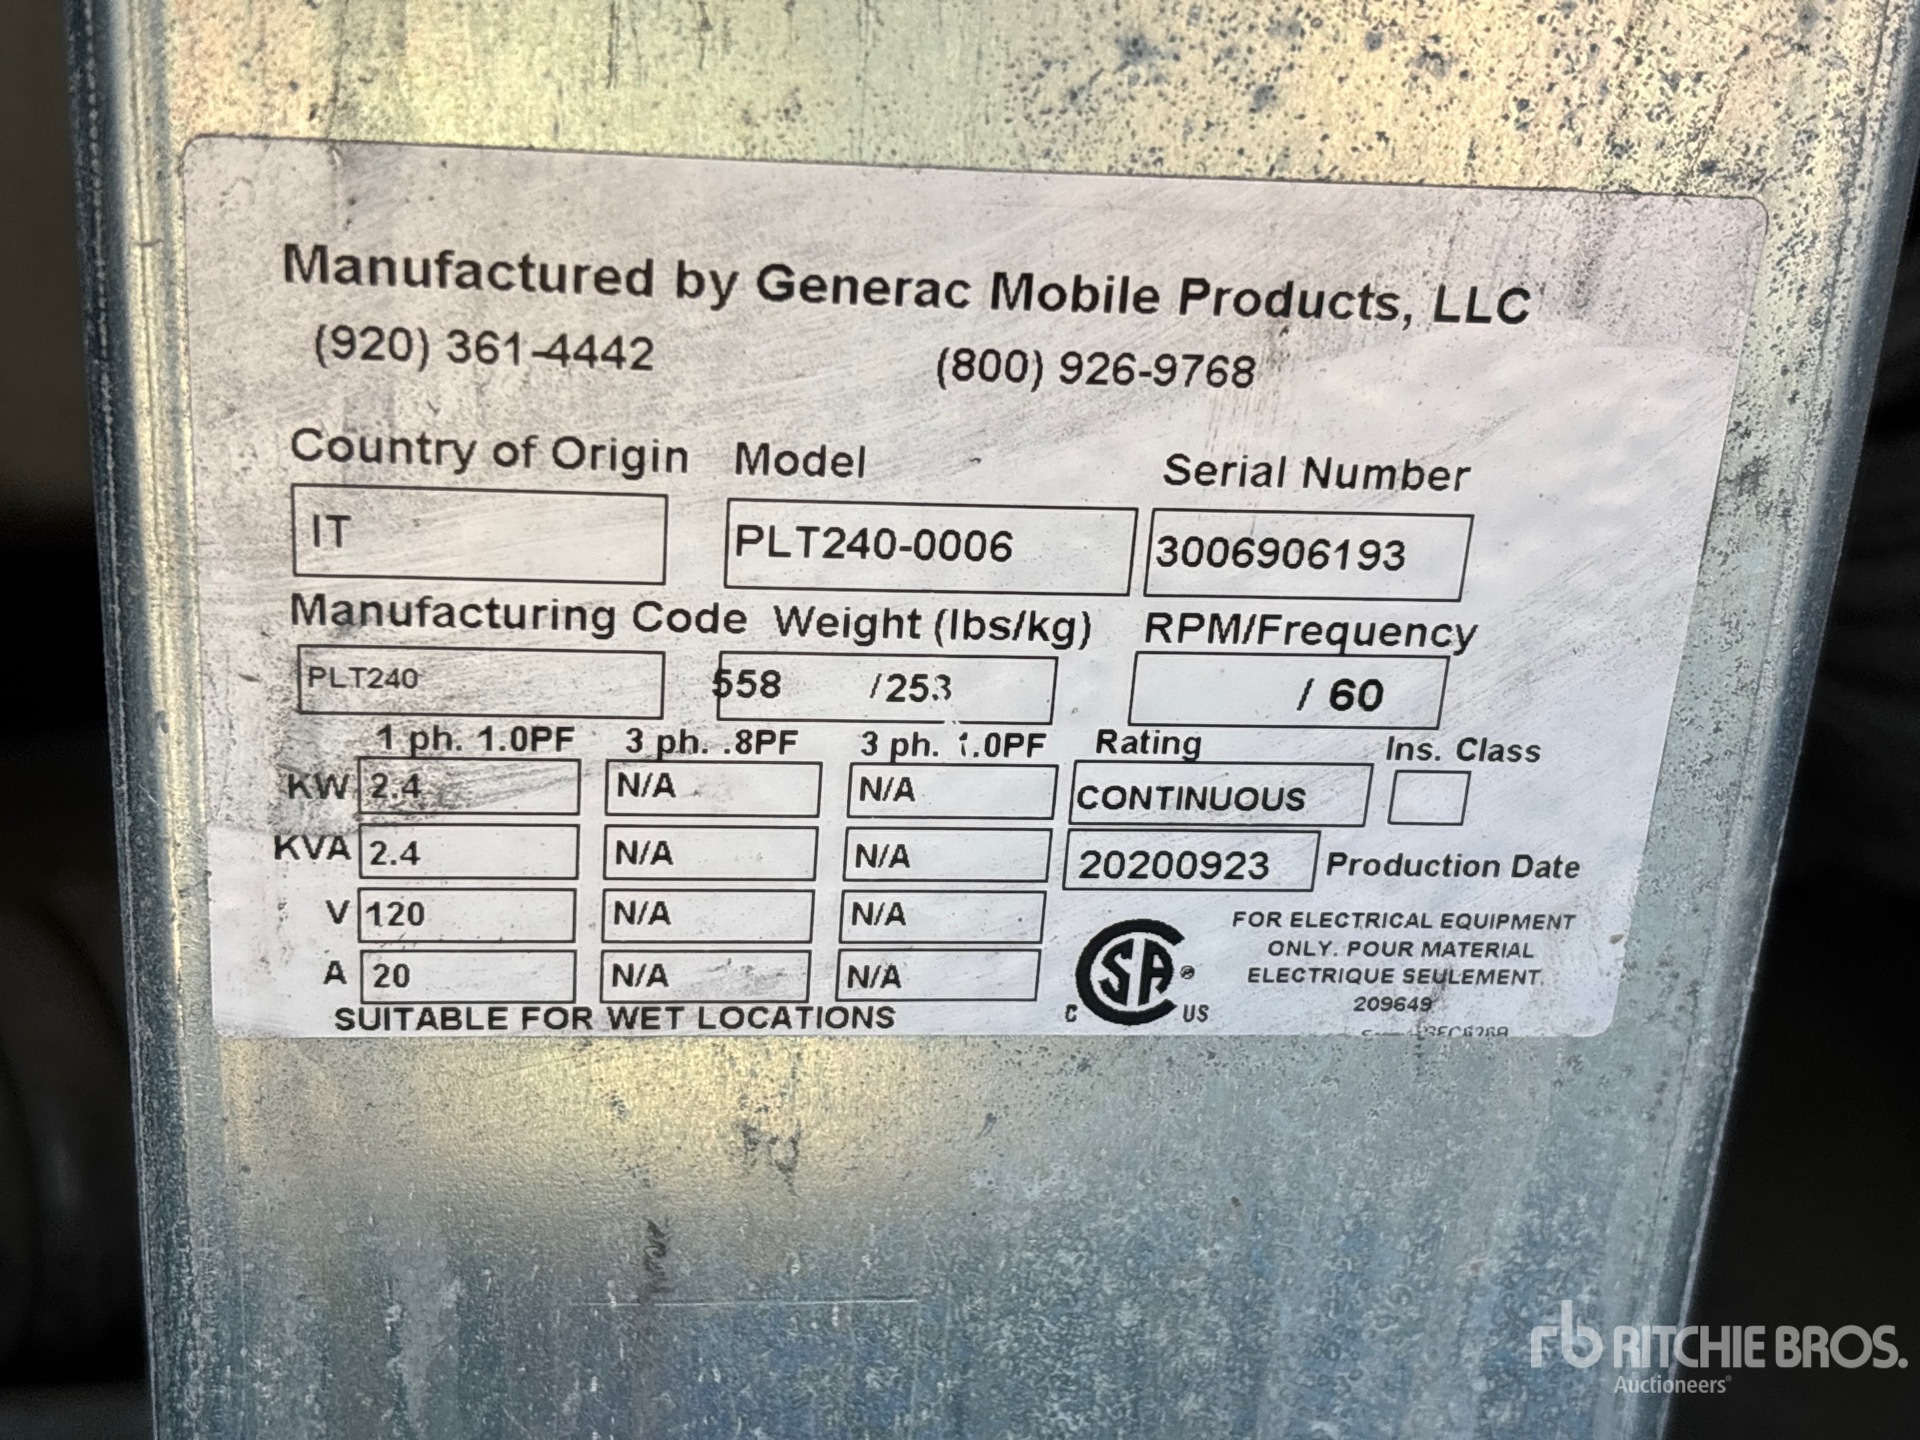 Manufactured by Generac Mobile Products, LLC
(920) 361-4442 (800) 926-9768
Country of Origin Model Serial Number
IT PLT240-0006 3006906193
Manufacturing Code Weight (lbs/kg) RPM/Frequency
PLT240 558 /253 / 60
1 ph. 1.0PF 3 ph. .8PF 3 ph. 1.0PF Rating Ins. Class
KW 2.4 N/A N/A CONTINUOUS
KVA 2.4 N/A N/A 20200923 Production Date
V 120 N/A N/A
A 20 N/A N/A
SUITABLE FOR WET LOCATIONS
C SA ® US
FOR ELECTRICAL EQUIPMENT
ONLY. POUR MATERIAL
ELECTRIQUE SEULEMENT.
209649
rb RITCHIE BROS.
Auctioneers®